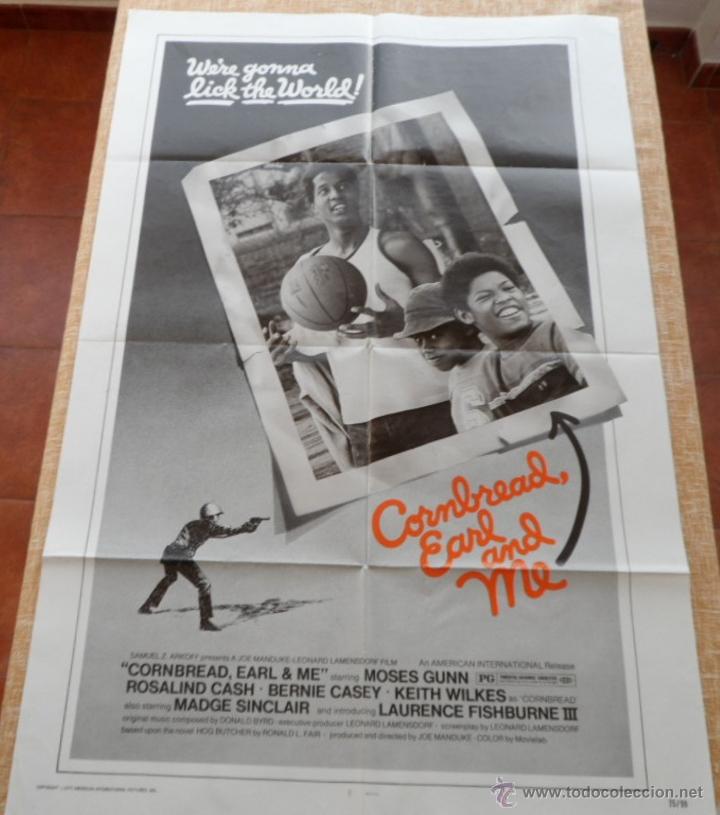 We're gonna
lick the World!
Cornbread,
Earl
and
Me
SAMUEL Z. ARKOFF presents A JOE MANDUKE-LEONARD LAMENSDORF FILM An AMERICAN INTERNATIONAL Release
"CORNBREAD, EARL & ME" starring MOSES GUNN PG
ROSALIND CASH · BERNIE CASEY · KEITH WILKES as "CORNBREAD"
also starring MADGE SINCLAIR and introducing LAURENCE FISHBURNE III
original music composed by DONALD BYRD · executive producer LEONARD LAMENSDORF · screenplay by LEONARD LAMENSDORF
based upon the novel HOG BUTCHER by RONALD L. FAIR · produced and directed by JOE MANDUKE · COLOR by Movielab
75/99
todocoleccion.net